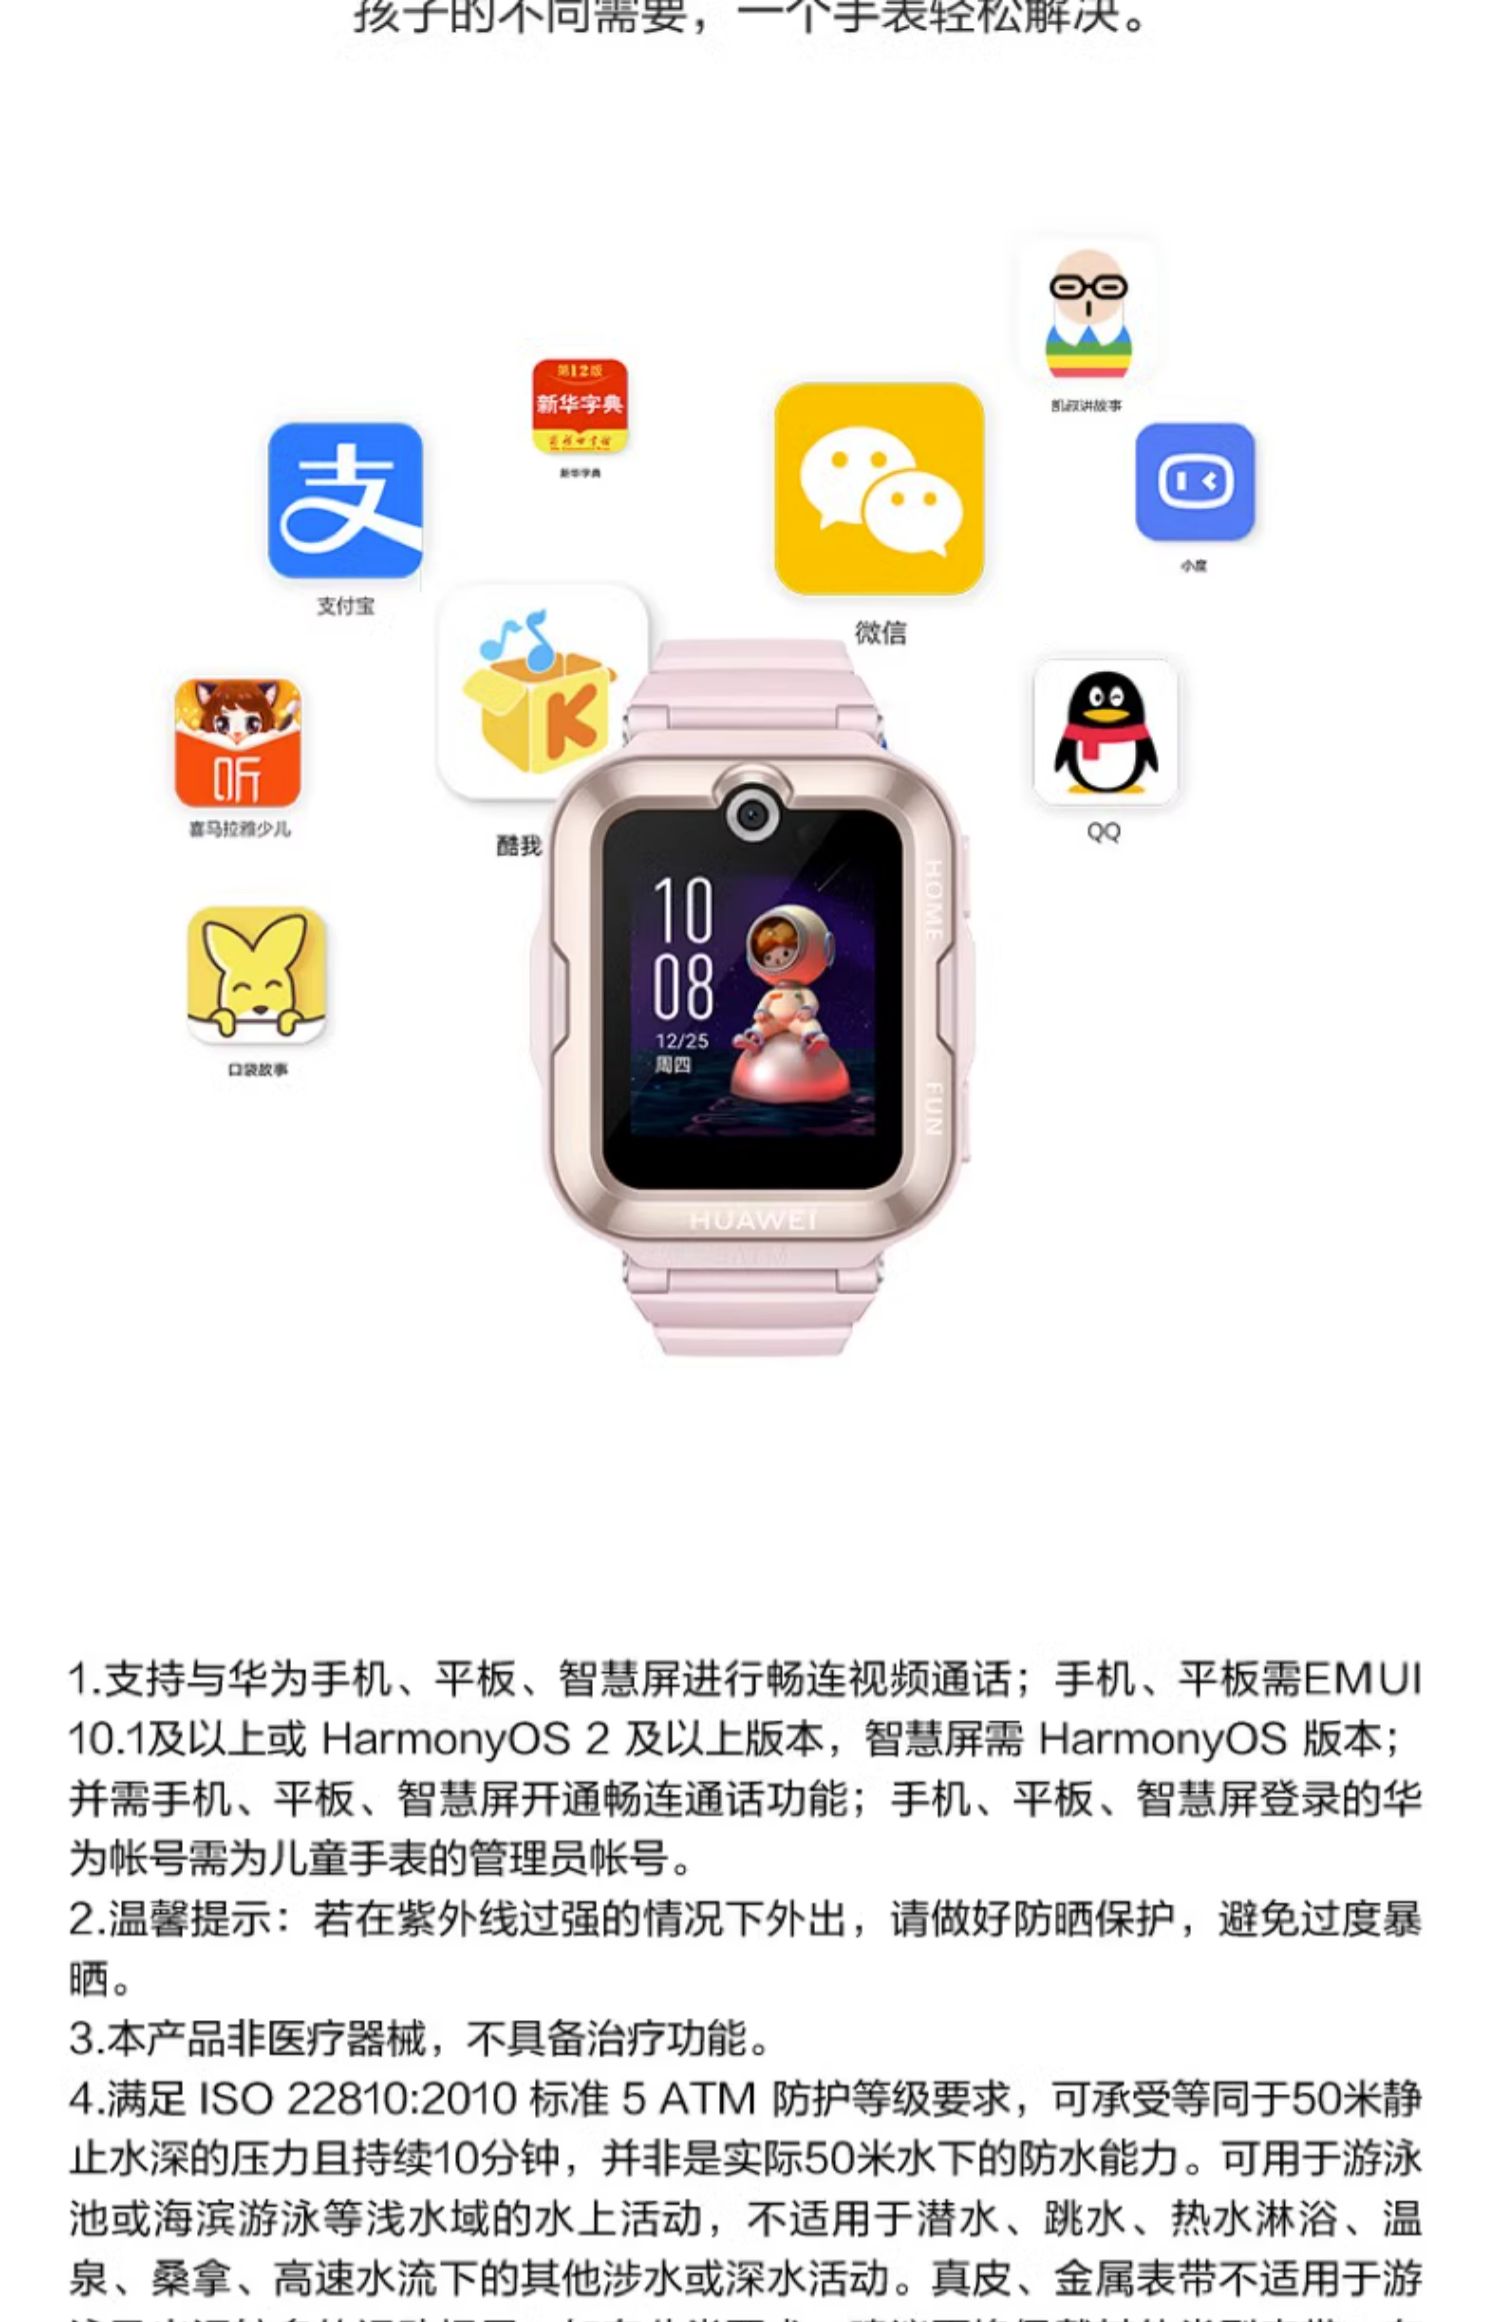 孩子的不同需要，一个手表轻松解决。
凯叔讲故事
第12版
新华字典
新华字典
支
支付宝
微信
小度
K
听
喜马拉雅少儿
酷我
QQ
口袋故事
HOME
10
08
12/25
周四
FUN
HUAWEI
1.支持与华为手机、平板、智慧屏进行畅连视频通话；手机、平板需EMUI
10.1及以上或 HarmonyOS 2 及以上版本，智慧屏需 HarmonyOS 版本；
并需手机、平板、智慧屏开通畅连通话功能；手机、平板、智慧屏登录的华
为帐号需为儿童手表的管理员帐号。
2.温馨提示：若在紫外线过强的情况下外出，请做好防晒保护，避免过度暴
晒。
3.本产品非医疗器械，不具备治疗功能。
4.满足 ISO 22810:2010 标准 5 ATM 防护等级要求，可承受等同于50米静
止水深的压力且持续10分钟，并非是实际50米水下的防水能力。可用于游泳
池或海滨游泳等浅水域的水上活动，不适用于潜水、跳水、热水淋浴、温
泉、桑拿、高速水流下的其他涉水或深水活动。真皮、金属表带不适用于游